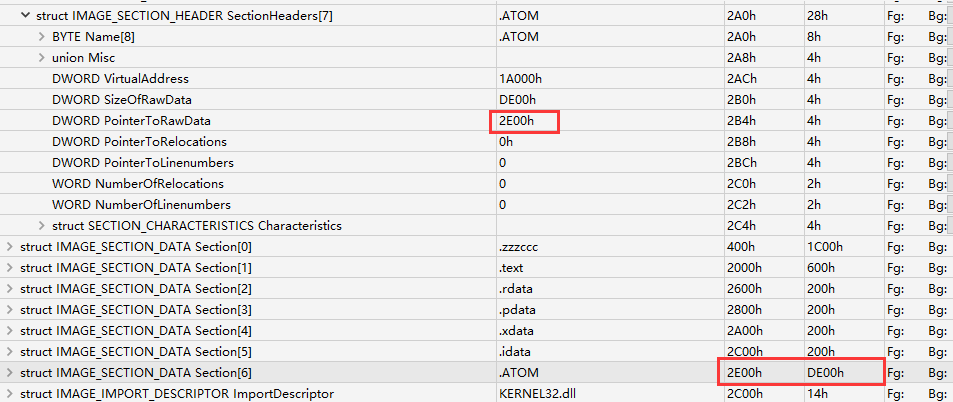 struct IMAGE_SECTION_HEADER SectionHeaders[7] .ATOM 2A0h 28h Fg: Bg:
BYTE Name[8] .ATOM 2A0h 8h Fg: Bg:
union Misc 2A8h 4h Fg: Bg:
DWORD VirtualAddress 1A000h 2ACh 4h Fg: Bg:
DWORD SizeOfRawData DE00h 2B0h 4h Fg: Bg:
DWORD PointerToRawData 2E00h 2B4h 4h Fg: Bg:
DWORD PointerToRelocations 0h 2B8h 4h Fg: Bg:
DWORD PointerToLinenumbers 0 2BCh 4h Fg: Bg:
WORD NumberOfRelocations 0 2C0h 2h Fg: Bg:
WORD NumberOfLinenumbers 0 2C2h 2h Fg: Bg:
struct SECTION_CHARACTERISTICS Characteristics 2C4h 4h Fg: Bg:
struct IMAGE_SECTION_DATA Section[0] .zzzccc 400h 1C00h Fg: Bg:
struct IMAGE_SECTION_DATA Section[1] .text 2000h 600h Fg: Bg:
struct IMAGE_SECTION_DATA Section[2] .rdata 2600h 200h Fg: Bg:
struct IMAGE_SECTION_DATA Section[3] .pdata 2800h 200h Fg: Bg:
struct IMAGE_SECTION_DATA Section[4] .xdata 2A00h 200h Fg: Bg:
struct IMAGE_SECTION_DATA Section[5] .idata 2C00h 200h Fg: Bg:
struct IMAGE_SECTION_DATA Section[6] .ATOM 2E00h DE00h Fg: Bg:
struct IMAGE_IMPORT_DESCRIPTOR ImportDescriptor KERNEL32.dll 2C00h 14h Fg: Bg: